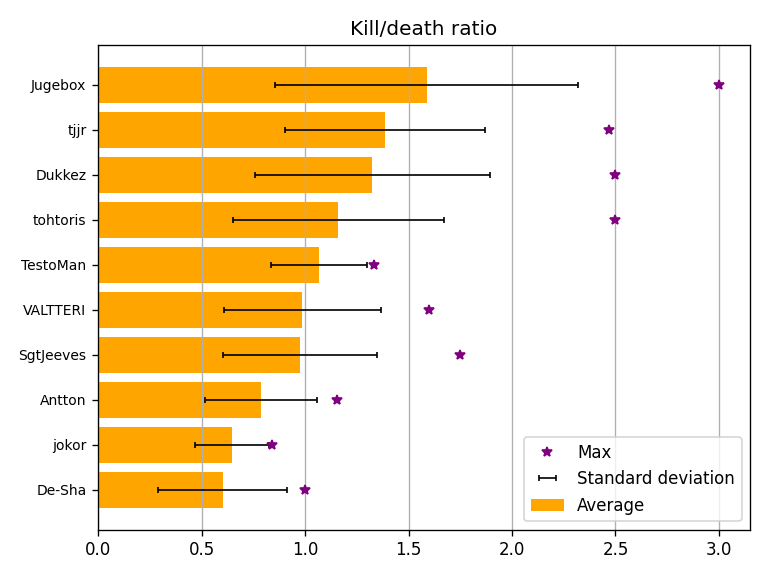 Kill/death ratio
Jugebox
tjjr
Dukkez
tohtoris
TestoMan
VALTTERI
SgtJeeves
Antton
jokor
De-Sha
Max
Standard deviation
Average
0.0 0.5 1.0 1.5 2.0 2.5 3.0